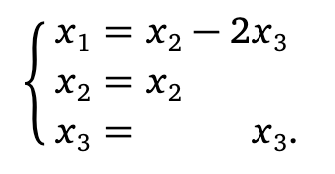 x₁ = x₂ − 2x₃
x₂ = x₂
x₃ = x₃.